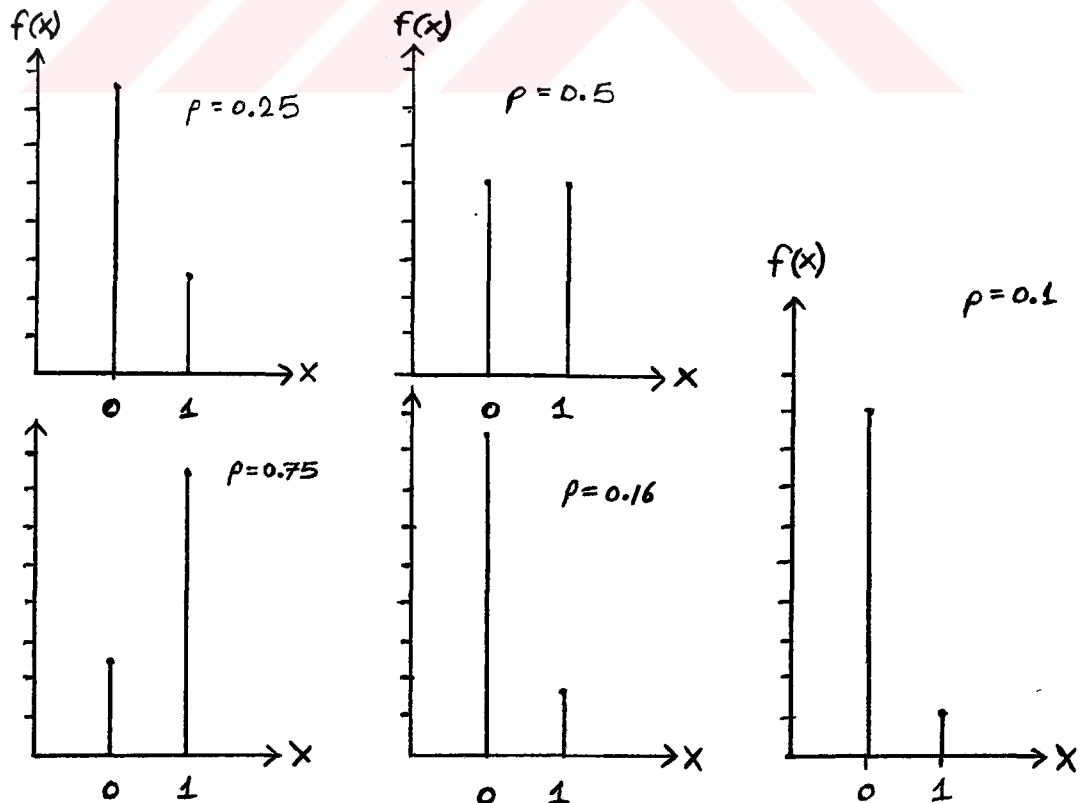 f(x)
p = 0.25
x
0 1
f(x)
p = 0.5
x
0 1
p = 0.75
x
0 1
p = 0.16
x
0 1
f(x)
p = 0.1
x
0 1